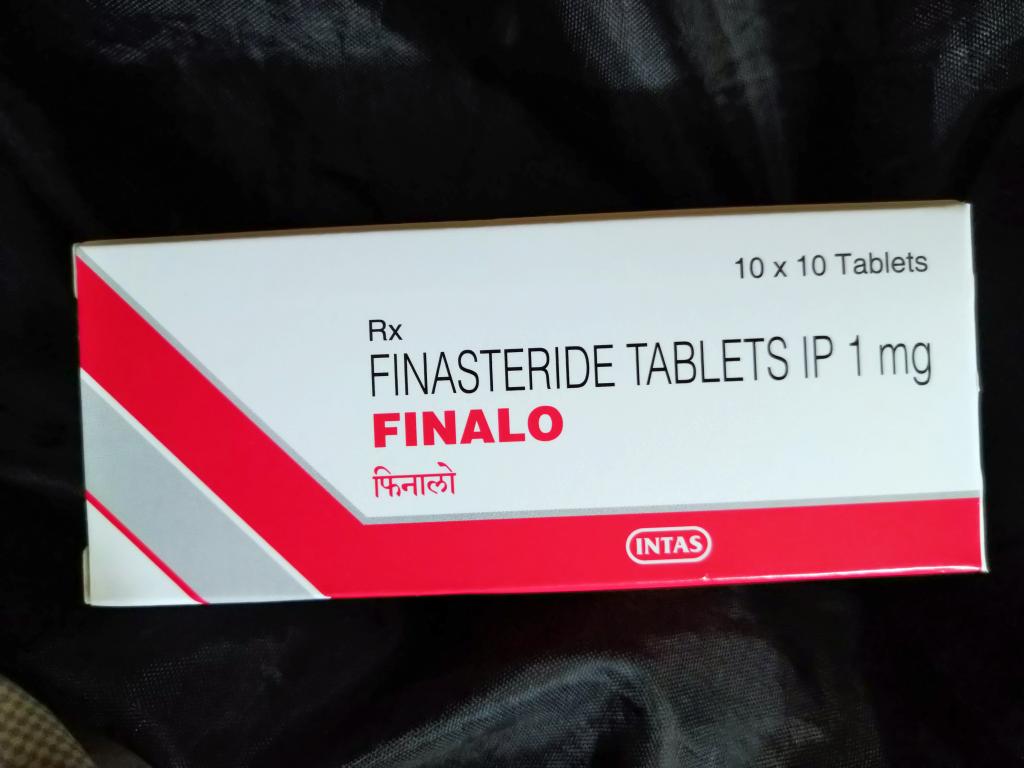 10 x 10 Tablets
Rx
FINASTERIDE TABLETS IP 1 mg
FINALO
फिनालो
INTAS